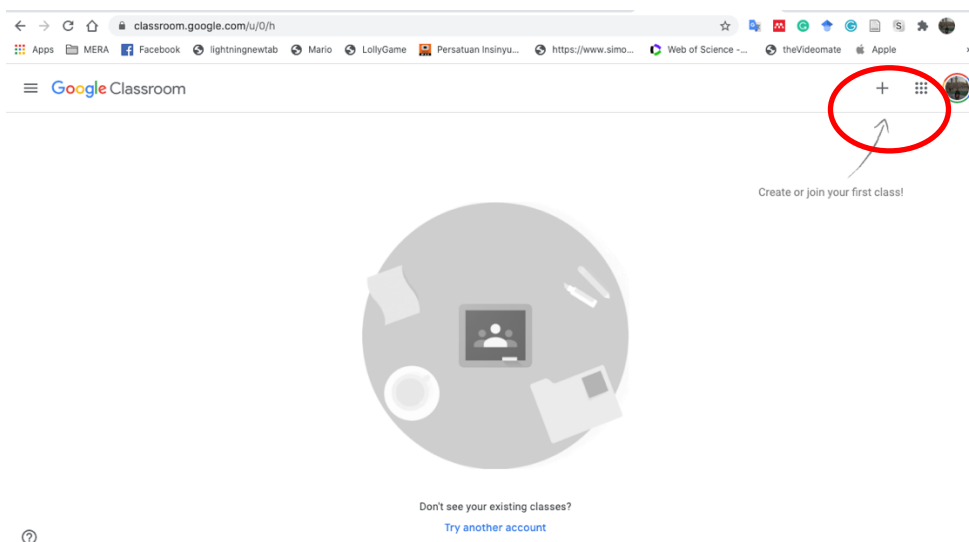 classroom.google.com/u/0/h
Apps MERA Facebook lightningnewtab Mario LollyGame Persatuan Insinyu... https://www.simo... Web of Science -... theVideomate Apple
Google Classroom
Create or join your first class!
Don't see your existing classes?
Try another account